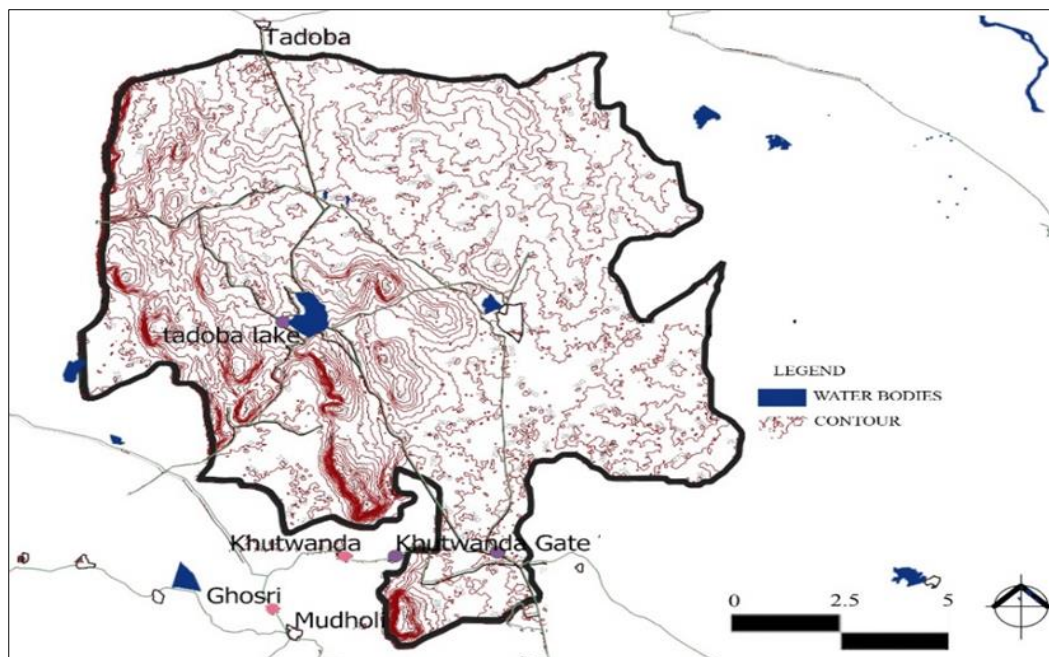 Tadoba
tadoba lake
LEGEND
WATER BODIES
CONTOUR
Khutwanda
Khutwanda Gate
Ghosri
Mudholi
0
2.5
5